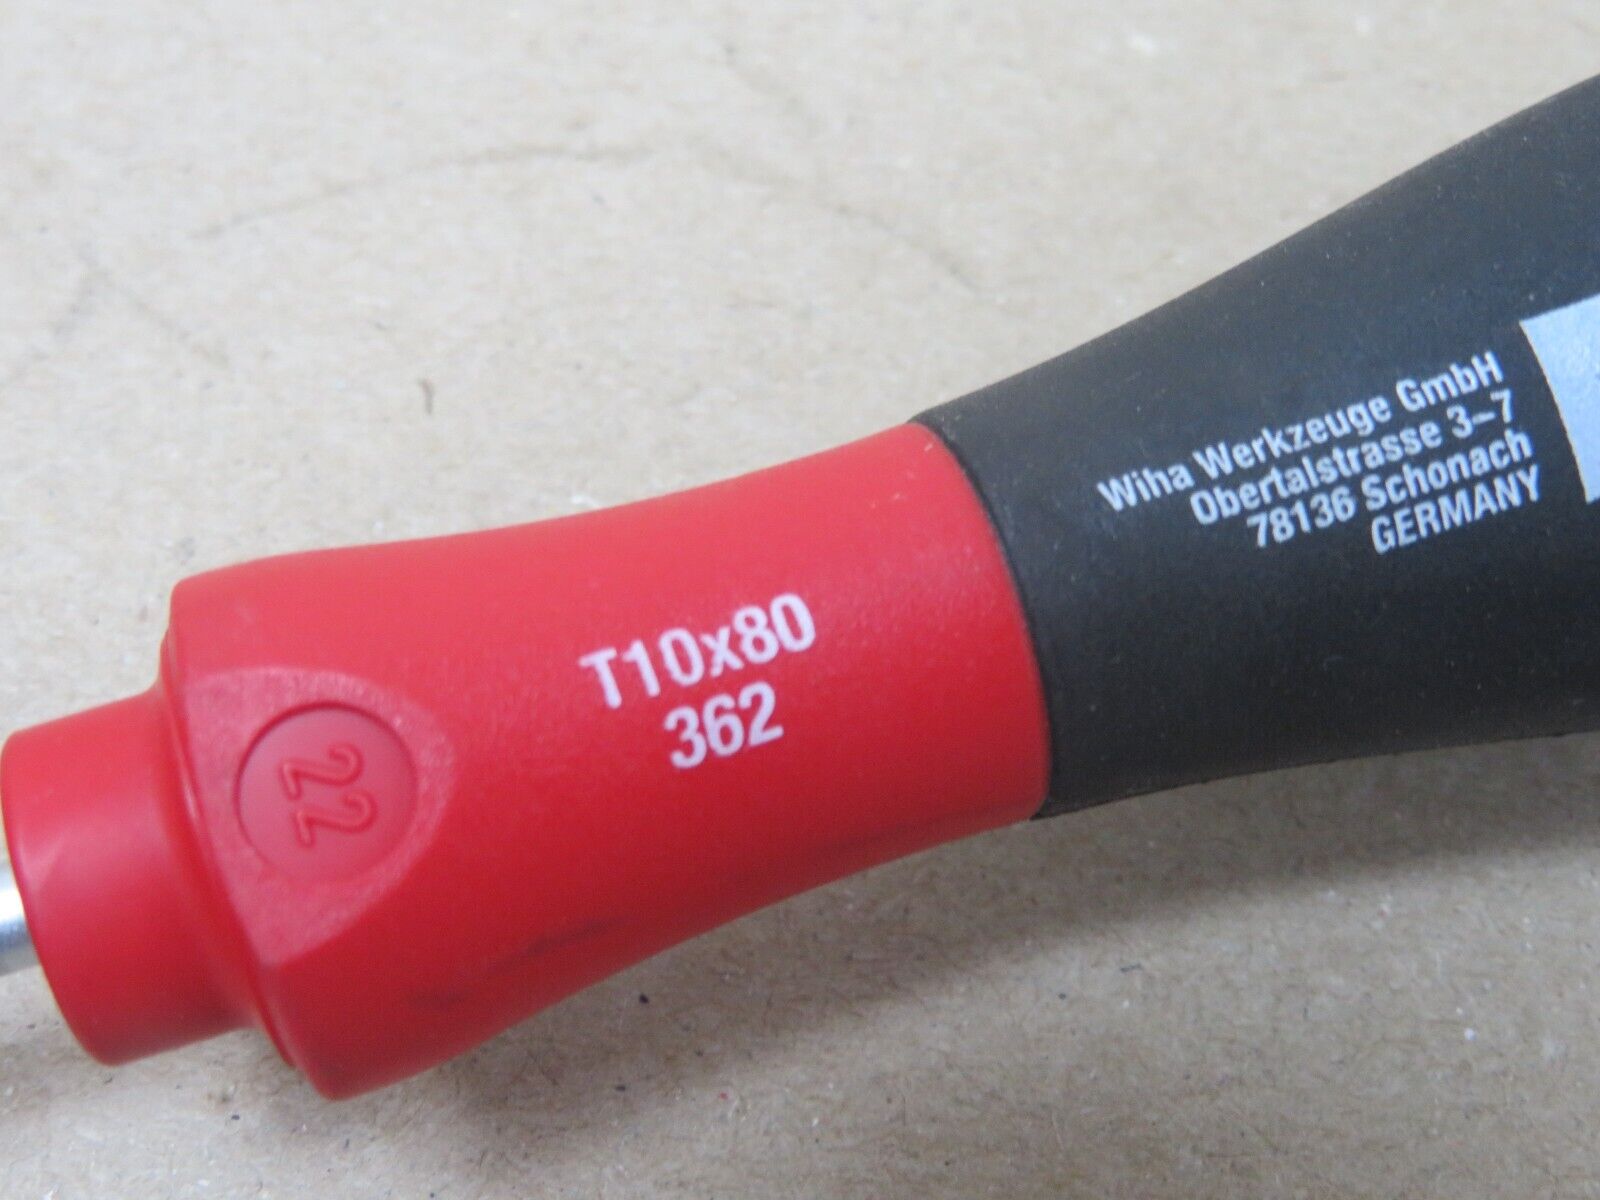 Wiha Werkzeuge GmbH
Obertalstrasse 3–7
78136 Schonach
GERMANY
T10x80
362
22